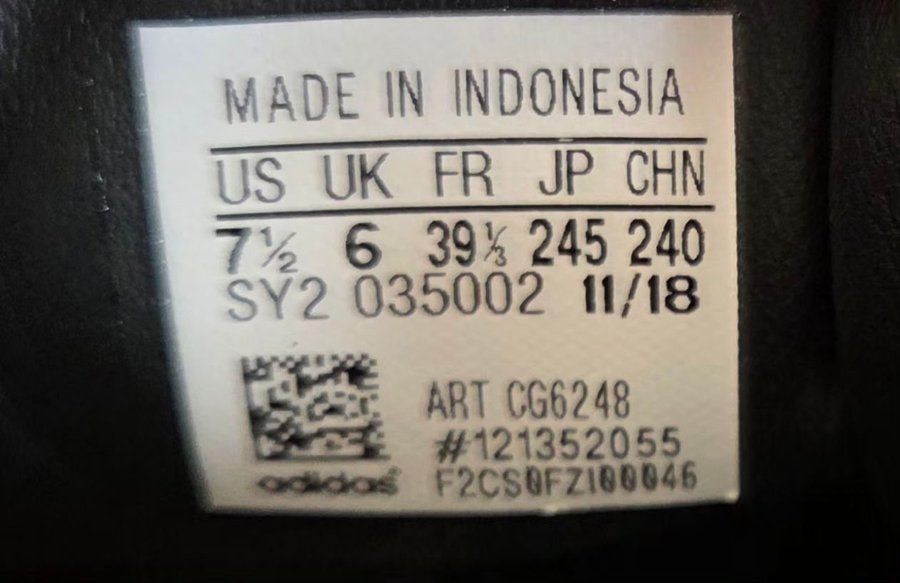 MADE IN INDONESIA
US UK FR JP CHN
7½ 6 39⅓ 245 240
SY2 035002 11/18
ART CG6248
#121352055
adidas F2CS0FZI00046